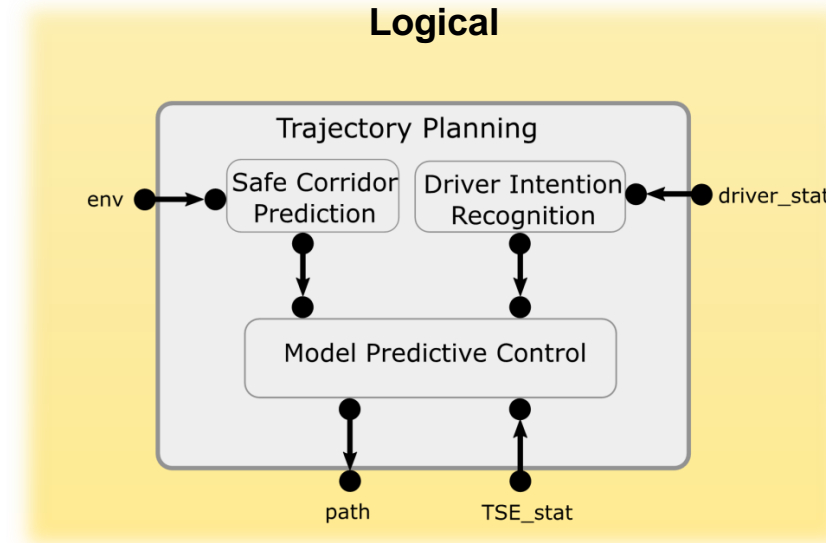 Logical
Trajectory Planning
Safe Corridor
Prediction
Driver Intention
Recognition
env
driver_stat
Model Predictive Control
path
TSE_stat